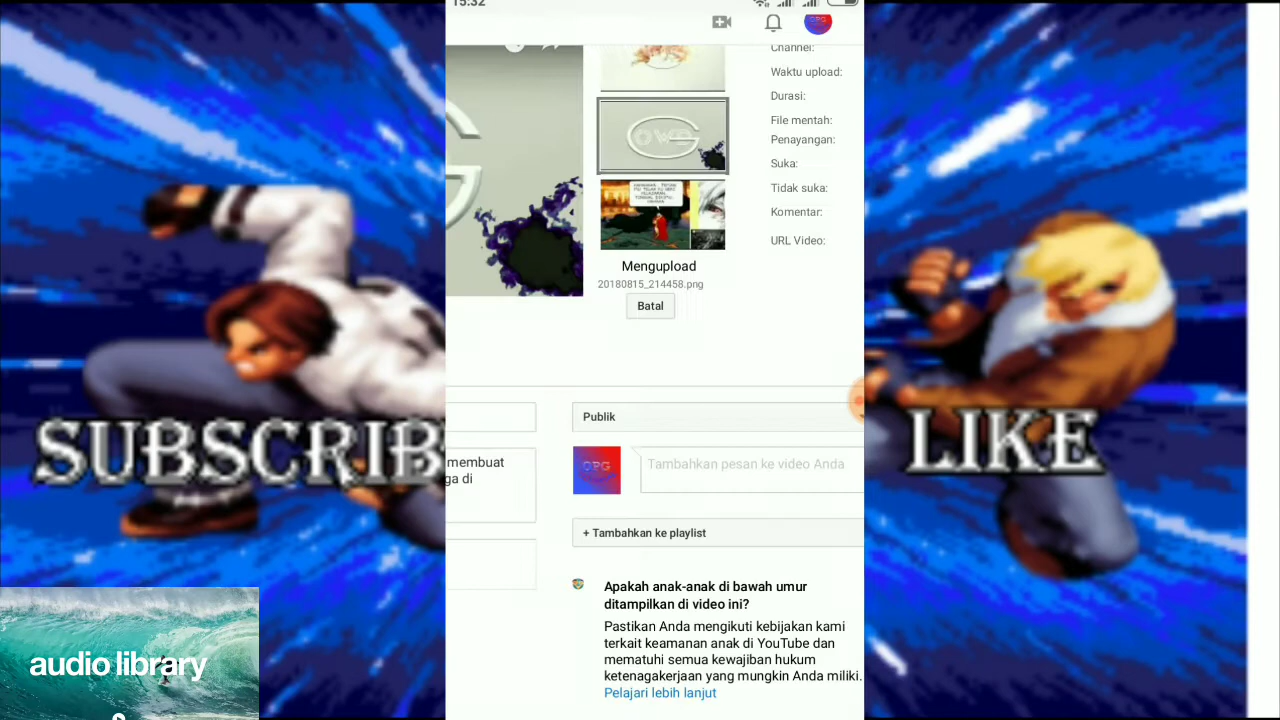 15:32
Channel:
Waktu upload:
Durasi:
File mentah:
Penayangan:
Suka:
Tidak suka:
Komentar:
URL Video:
OWG
Mengupload
20180815_214458.png
Batal
SUBSCRIB
LIKE
membuat
ga di
Publik
OPG
Tambahkan pesan ke video Anda
+ Tambahkan ke playlist
Apakah anak-anak di bawah umur
ditampilkan di video ini?
Pastikan Anda mengikuti kebijakan kami
terkait keamanan anak di YouTube dan
mematuhi semua kewajiban hukum
ketenagakerjaan yang mungkin Anda miliki.
Pelajari lebih lanjut
audio library